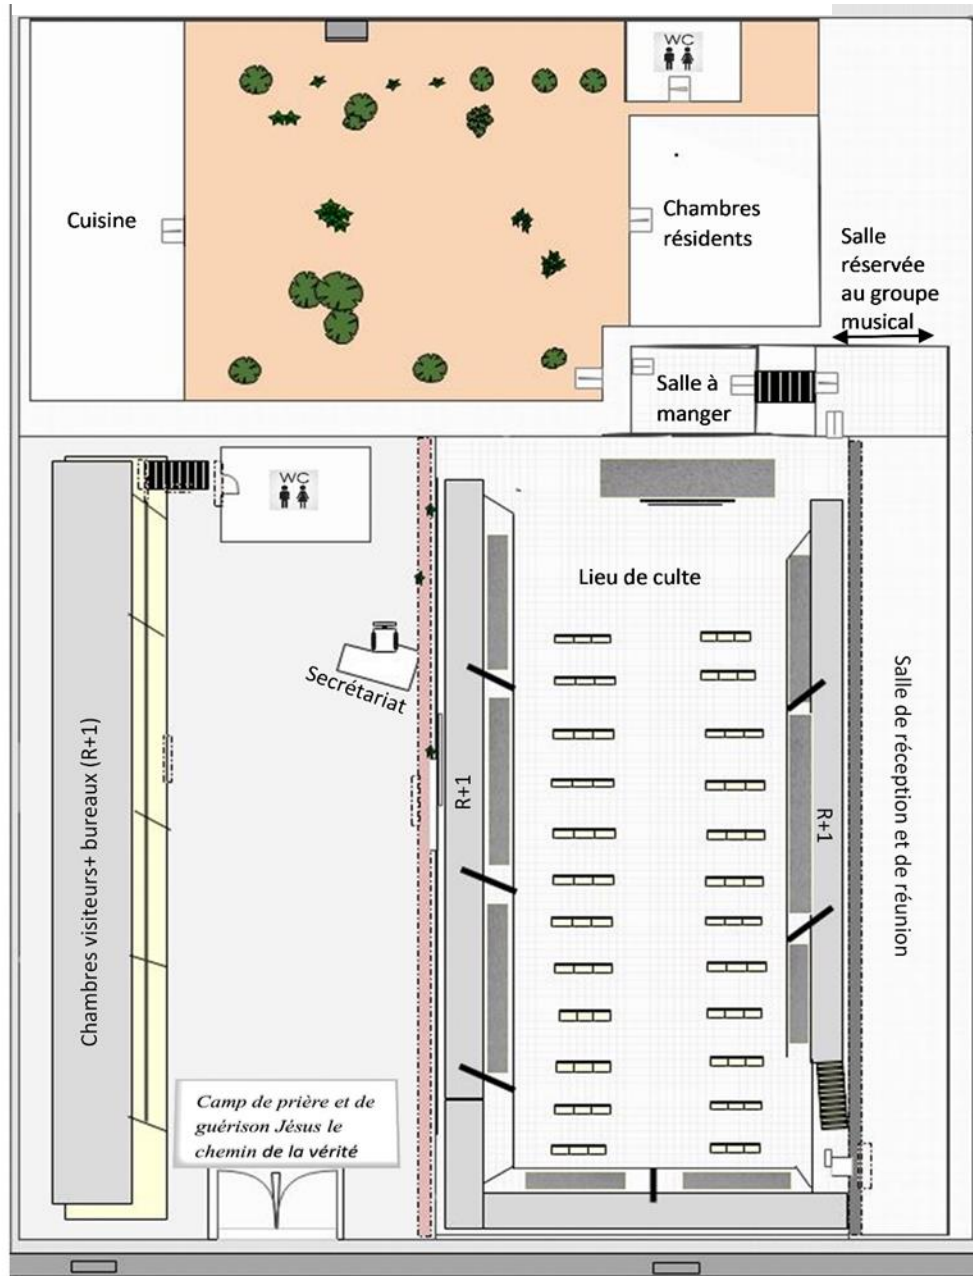 WC
Cuisine
Chambres
résidents
Salle
réservée
au groupe
musical
Salle à
manger
WC
Lieu de culte
Secrétariat
Chambres visiteurs+ bureaux (R+1)
R+1
R+1
Salle de réception et de réunion
Camp de prière et de
guérison Jésus le
chemin de la vérité